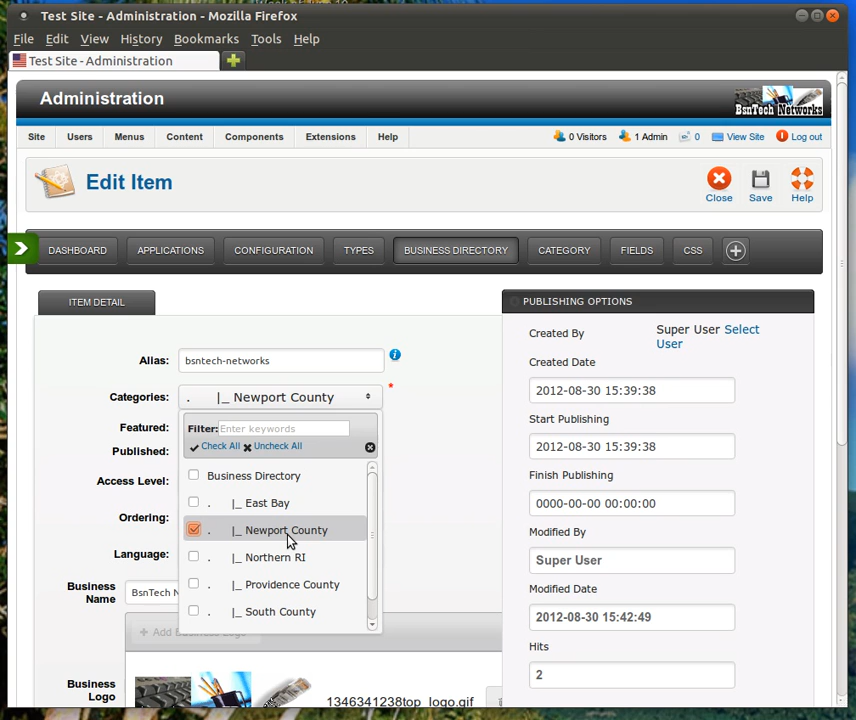 Test Site - Administration - Mozilla Firefox
File Edit View History Bookmarks Tools Help
Test Site - Administration
Administration
BsnTech Networks
Site Users Menus Content Components Extensions Help 0 Visitors 1 Admin 0 View Site Log out
Edit Item
Close Save Help
DASHBOARD APPLICATIONS CONFIGURATION TYPES BUSINESS DIRECTORY CATEGORY FIELDS CSS
ITEM DETAIL
Alias: bsntech-networks
Categories: . |_ Newport County *
Filter: Enter keywords
Check All Uncheck All
Business Directory
. |_ East Bay
. |_ Newport County
. |_ Northern RI
. |_ Providence County
. |_ South County
Featured:
Published:
Access Level:
Ordering:
Language:
Business Name BsnTech N
Add Business Logo
Business Logo
1346341238top_logo.gif
PUBLISHING OPTIONS
Created By Super User Select User
Created Date
2012-08-30 15:39:38
Start Publishing
2012-08-30 15:39:38
Finish Publishing
0000-00-00 00:00:00
Modified By
Super User
Modified Date
2012-08-30 15:42:49
Hits
2